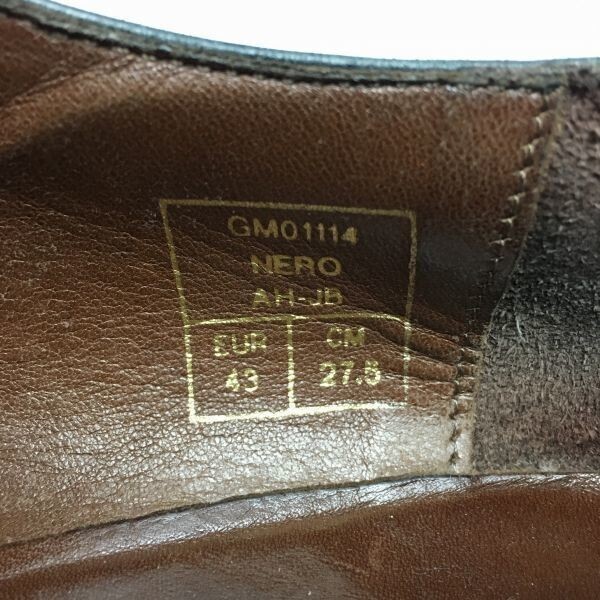 GM01114
NERO
AH-JB
EUR CM
43 27.5